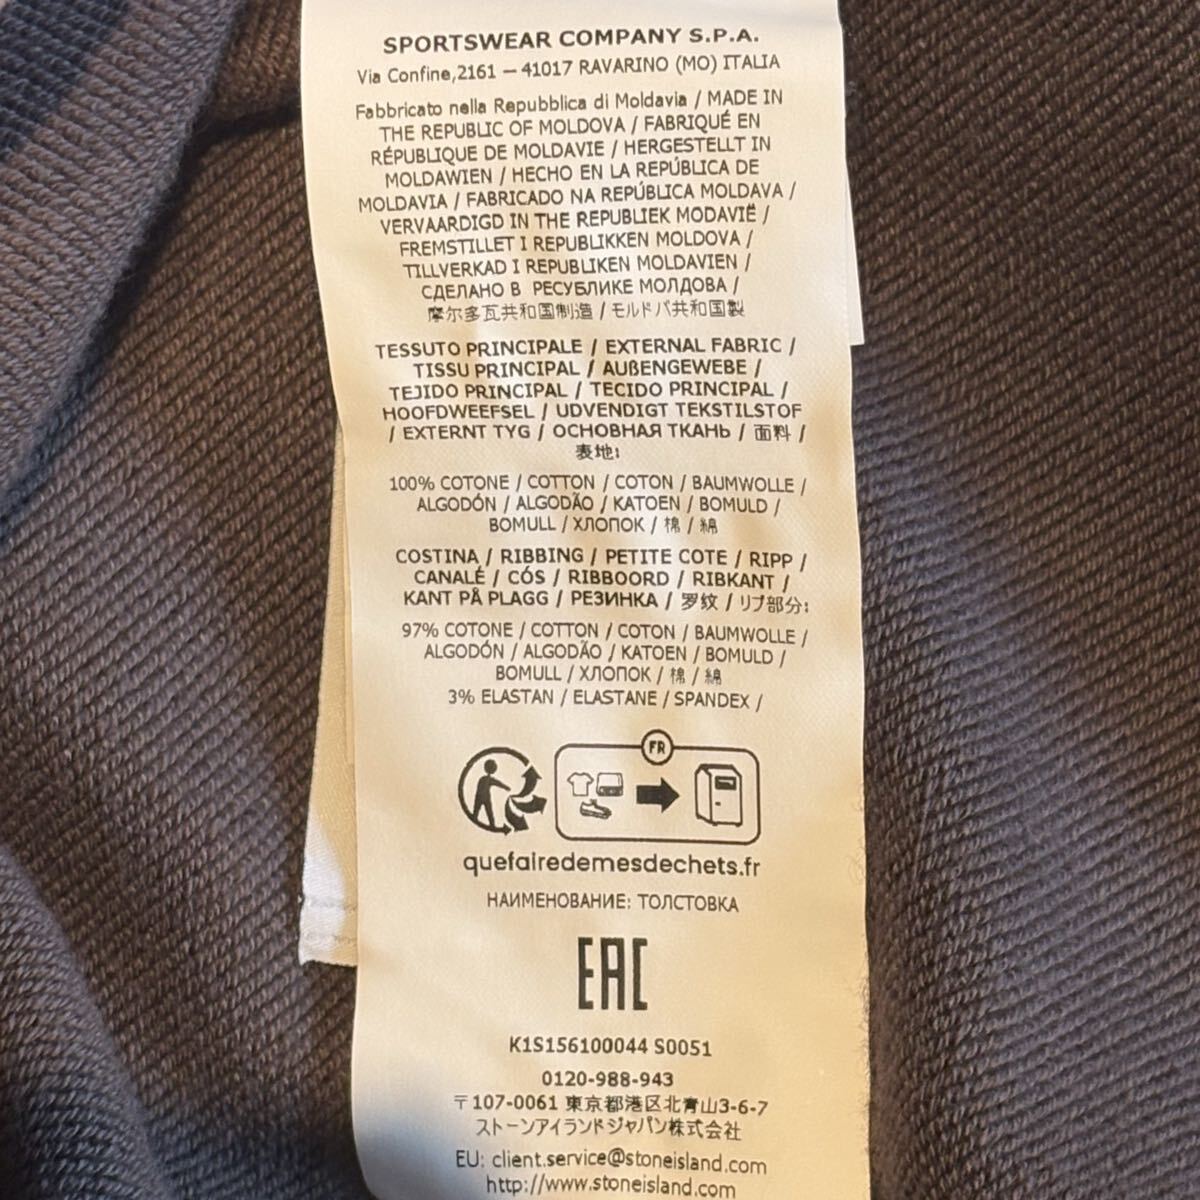 SPORTSWEAR COMPANY S.P.A.
Via Confine,2161 – 41017 RAVARINO (MO) ITALIA
Fabbricato nella Repubblica di Moldavia / MADE IN
THE REPUBLIC OF MOLDOVA / FABRIQUÉ EN
RÉPUBLIQUE DE MOLDAVIE / HERGESTELLT IN
MOLDAWIEN / HECHO EN LA REPÚBLICA DE
MOLDAVIA / FABRICADO NA REPÚBLICA MOLDAVA /
VERVAARDIGD IN THE REPUBLIEK MODAVIË /
FREMSTILLET I REPUBLIKKEN MOLDOVA /
TILLVERKAD I REPUBLIKEN MOLDAVIEN /
СДЕЛАНО В РЕСУБЛИКЕ МОЛДОВА /
摩尔多瓦共和国制造 / モルドバ共和国製
TESSUTO PRINCIPALE / EXTERNAL FABRIC /
TISSU PRINCIPAL / AUßENGEWEBE /
TEJIDO PRINCIPAL / TECIDO PRINCIPAL /
HOOFDWEEFSEL / UDVENDIGT TEKSTILSTOF
/ EXTERNT TYG / ОСНОВНАЯ ТКАНЬ / 面料 /
表地:
100% COTONE / COTTON / COTON / BAUMWOLLE /
ALGODÓN / ALGODÃO / KATOEN / BOMULD /
BOMULL / ХЛОПОК / 棉 / 綿
COSTINA / RIBBING / PETITE COTE / RIPP /
CANALÉ / CÓS / RIBBOORD / RIBKANT /
KANT PÅ PLAGG / РЕЗИНКА / 罗纹 / リブ部分:
97% COTONE / COTTON / COTON / BAUMWOLLE /
ALGODÓN / ALGODÃO / KATOEN / BOMULD /
BOMULL / ХЛОПОК / 棉 / 綿
3% ELASTAN / ELASTANE / SPANDEX /
FR
quefairedemesdechets.fr
НАИМЕНОВАНИЕ: ТОЛСТОВКА
EAC
K1S156100044 S0051
0120-988-943
〒107-0061 東京都港区北青山3-6-7
ストーンアイランドジャパン株式会社
EU: client.service@stoneisland.com
http://www.stoneisland.com